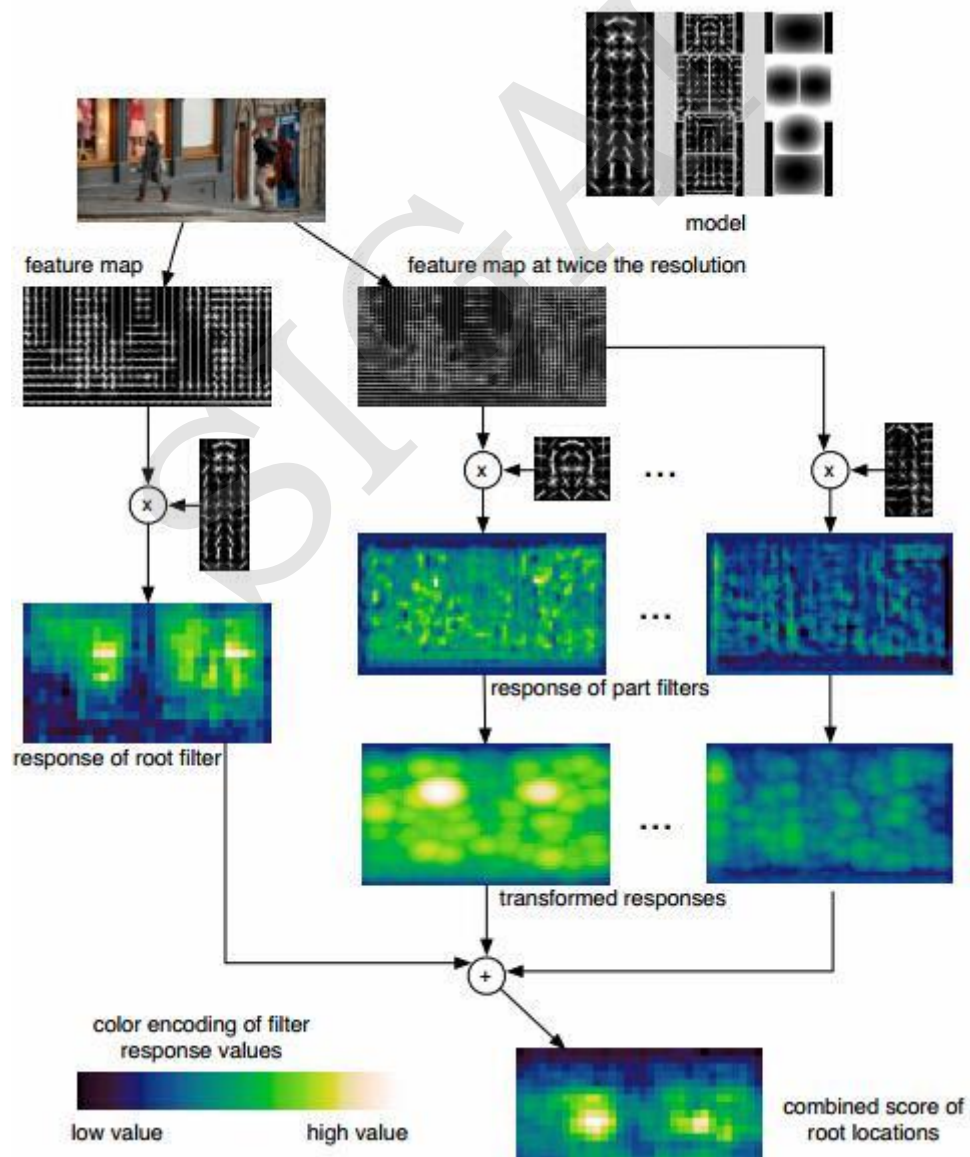 model
feature map
feature map at twice the resolution
x
x
...
x
...
response of part filters
response of root filter
...
transformed responses
+
color encoding of filter
response values
low value
high value
combined score of
root locations